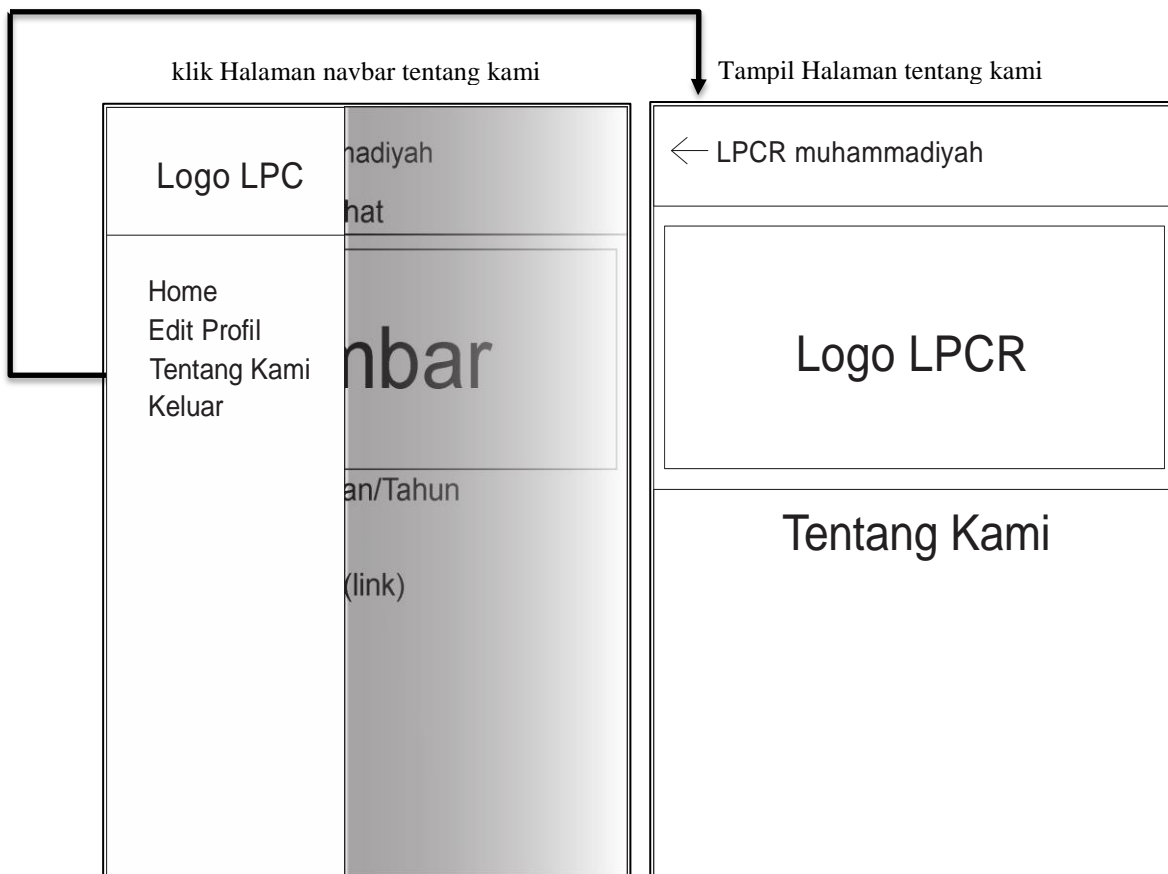 klik Halaman navbar tentang kami
Tampil Halaman tentang kami
Logo LPC
nadiyah
hat
Home
Edit Profil
Tentang Kami
Keluar
nbar
an/Tahun
(link)
LPCR muhammadiyah
Logo LPCR
Tentang Kami